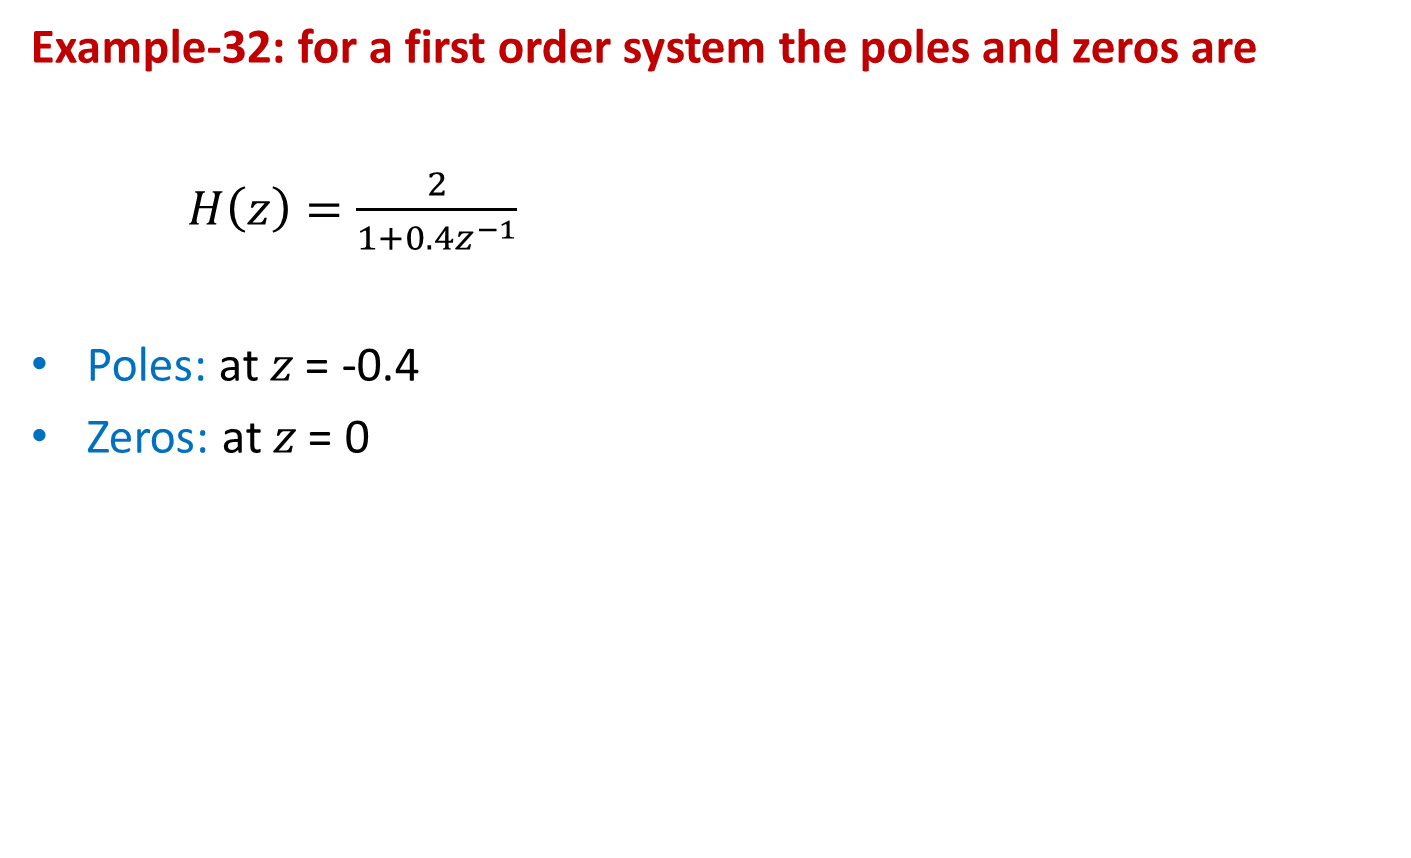 Example-32: for a first order system the poles and zeros are
H(z) = 2 / 1+0.4z⁻¹
• Poles: at z = -0.4
• Zeros: at z = 0